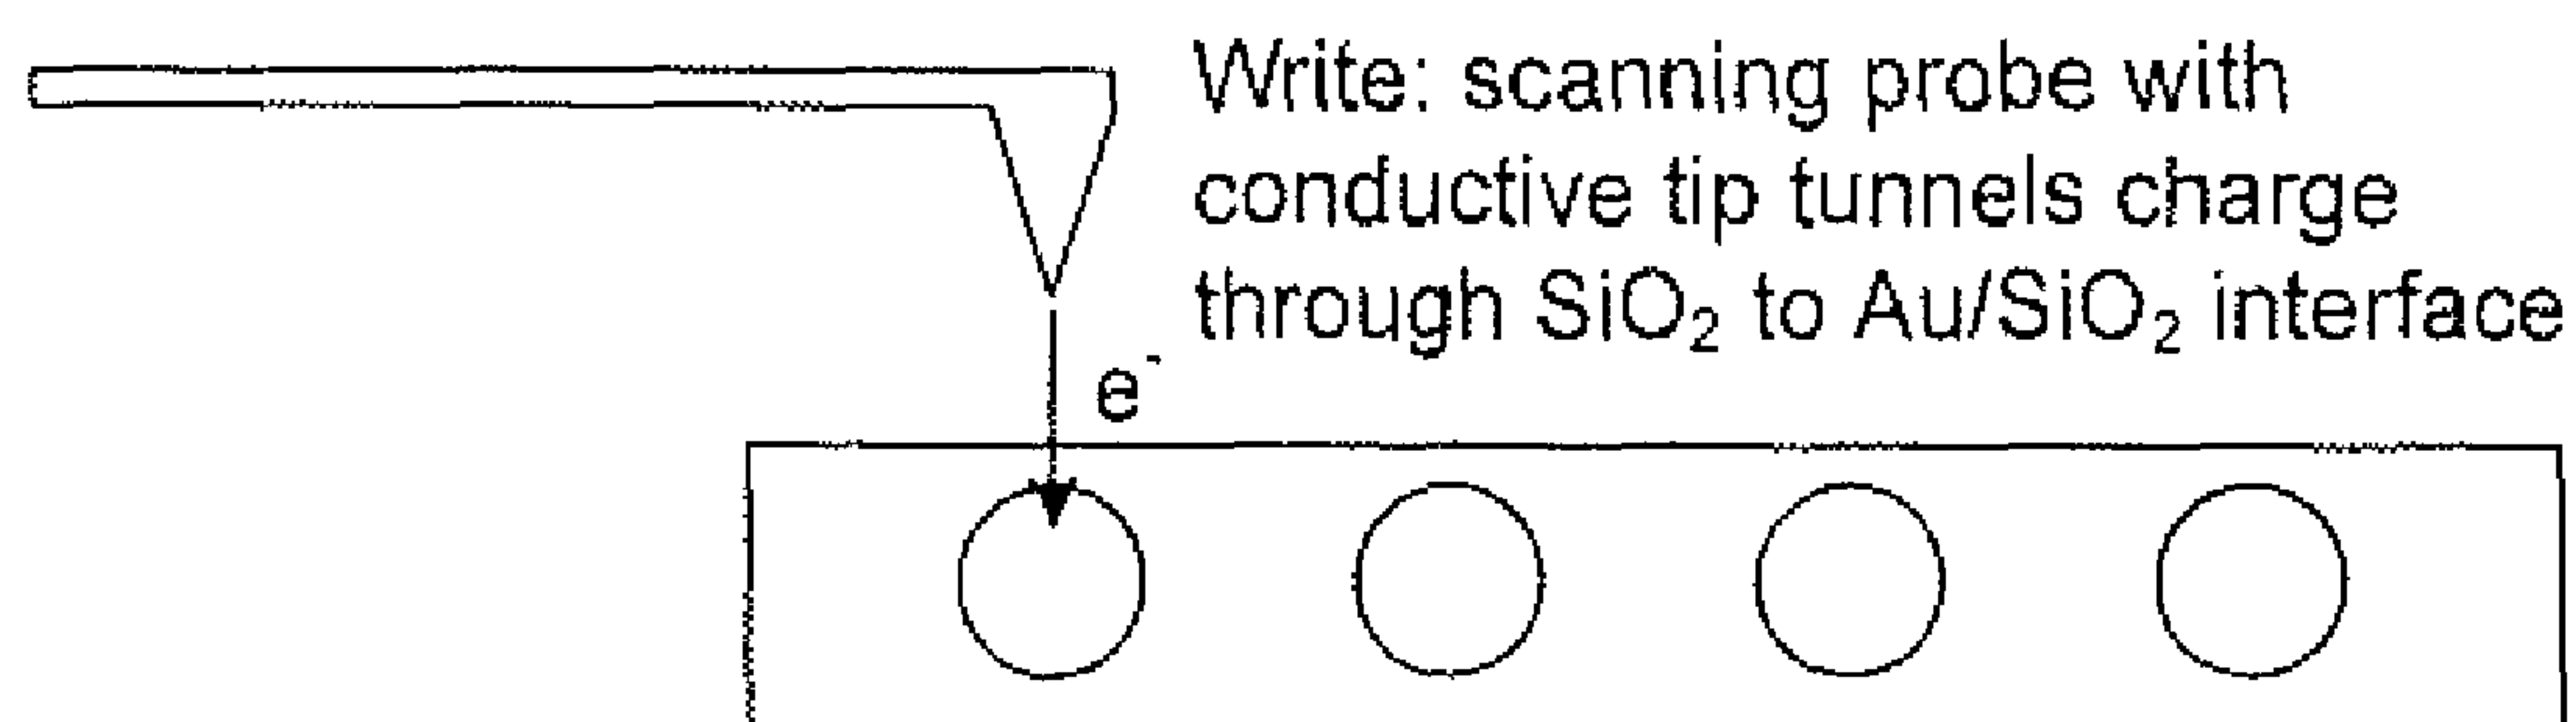 Write: scanning probe with
conductive tip tunnels charge
through SiO₂ to Au/SiO₂ interface
e⁻